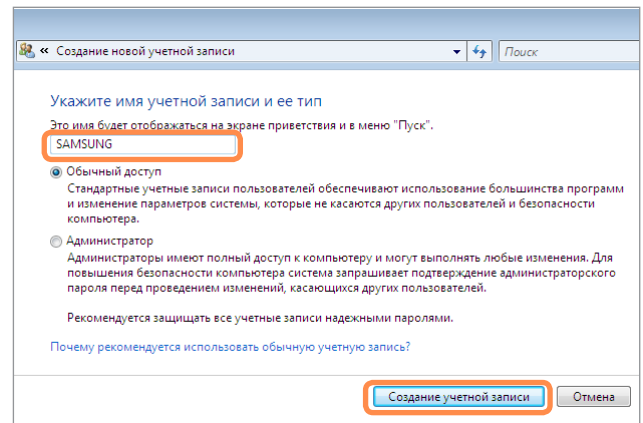 « Создание новой учетной записи
Поиск
Укажите имя учетной записи и ее тип
Это имя будет отображаться на экране приветствия и в меню "Пуск".
SAMSUNG
Обычный доступ
Стандартные учетные записи пользователей обеспечивают использование большинства программ
и изменение параметров системы, которые не касаются других пользователей и безопасности
компьютера.
Администратор
Администраторы имеют полный доступ к компьютеру и могут выполнять любые изменения. Для
повышения безопасности компьютера система запрашивает подтверждение администраторского
пароля перед проведением изменений, касающихся других пользователей.
Рекомендуется защищать все учетные записи надежными паролями.
Почему рекомендуется использовать обычную учетную запись?
Создание учетной записи
Отмена